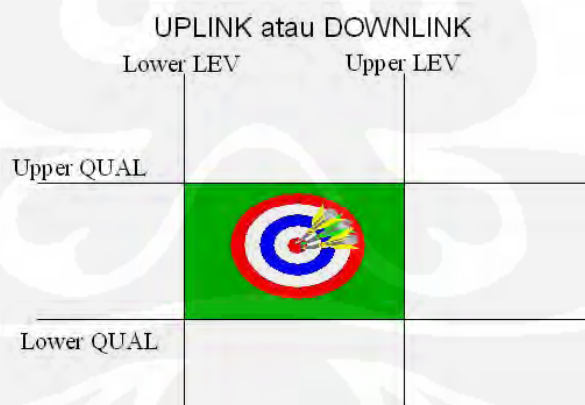 UPLINK atau DOWNLINK
Lower LEV Upper LEV
Upper QUAL
Lower QUAL